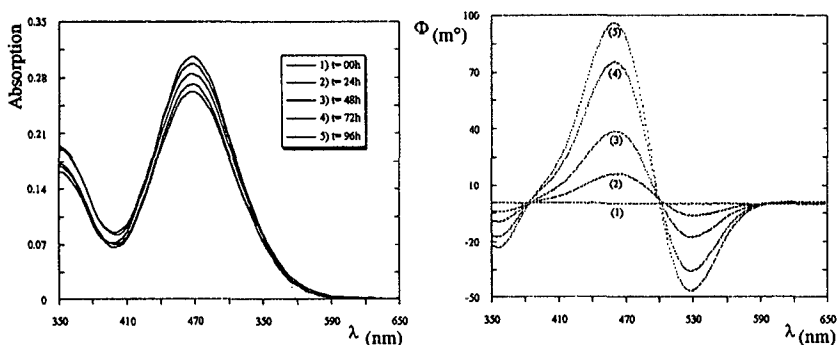 Absorption
0.35
0.28
0.21
0.14
0.07
0
1) t= 00h
2) t= 24h
3) t= 48h
4) t= 72h
5) t= 96h
350 410 470 330 590 650
λ (nm)
Φ (m°)
100
70
40
10
-20
-50
(5)
(4)
(3)
(2)
(1)
350 410 470 530 590 650
λ (nm)